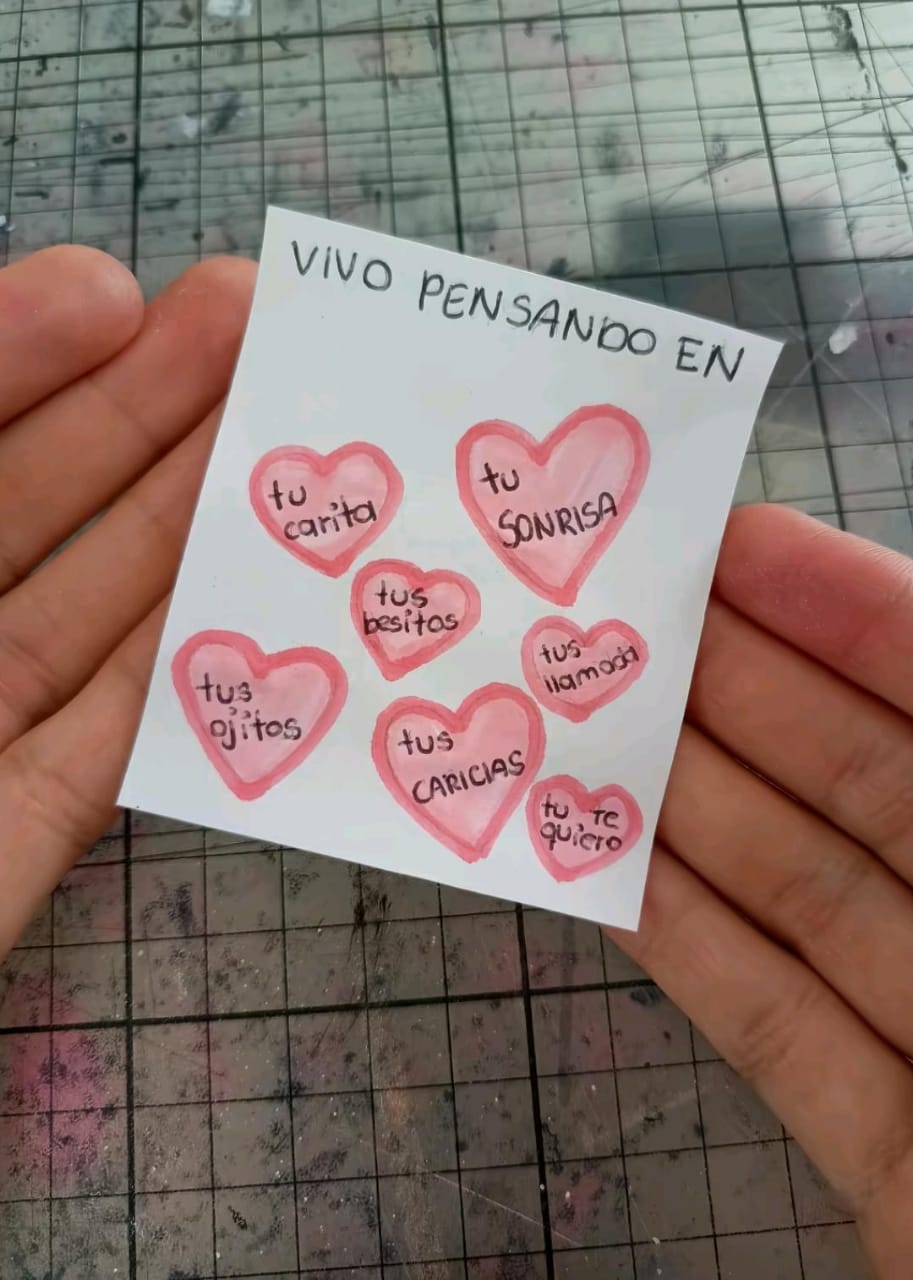 VIVO PENSANDO EN
tu
carita
tu
SONRISA
tus
besitos
tus
llamada
tus
ojitos
tus
CARICIAS
tu TE
quiero